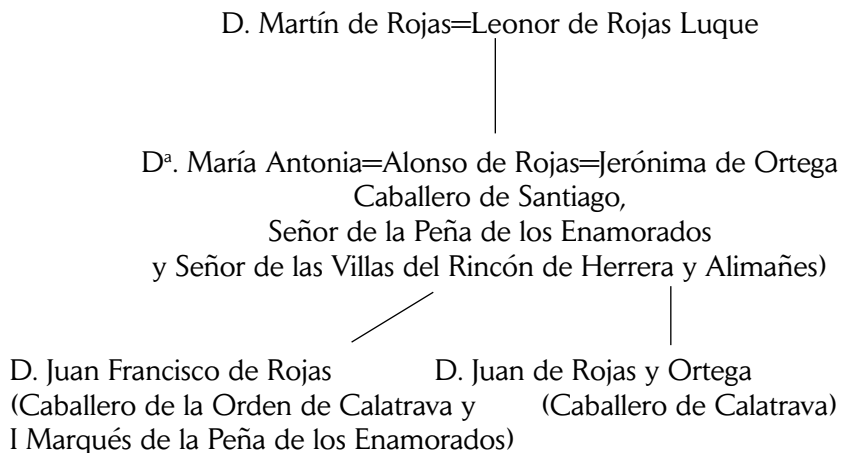 D. Martín de Rojas=Leonor de Rojas Luque
Dª. María Antonia=Alonso de Rojas=Jerónima de Ortega
Caballero de Santiago,
Señor de la Peña de los Enamorados
y Señor de las Villas del Rincón de Herrera y Alimañes)
D. Juan Francisco de Rojas
(Caballero de la Orden de Calatrava y
I Marqués de la Peña de los Enamorados)
D. Juan de Rojas y Ortega
(Caballero de Calatrava)